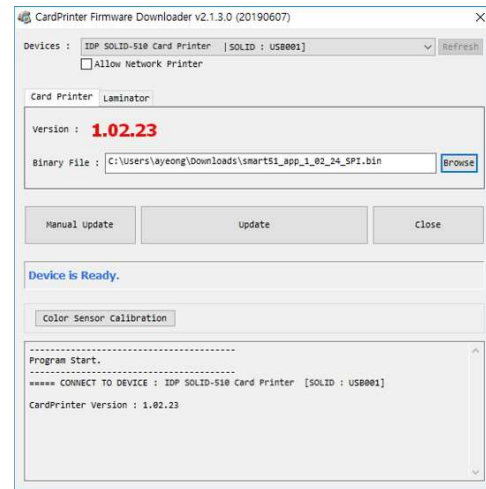 CardPrinter Firmware Downloader v2.1.3.0 (20190607)
Devices : IDP SOLID-510 Card Printer |SOLID : USB001] Refresh
Allow Network Printer
Card Printer Laminator
Version : 1.02.23
Binary File : C:\Users\ayeong\Downloads\smart51_app_1_02_24_SPI.bin Browse
Manual Update Update Close
Device is Ready.
Color Sensor Calibration
---------------------------------------
Program Start.
---------------------------------------
===== CONNECT TO DEVICE : IDP SOLID-510 Card Printer [SOLID : USB001]
CardPrinter Version : 1.02.23